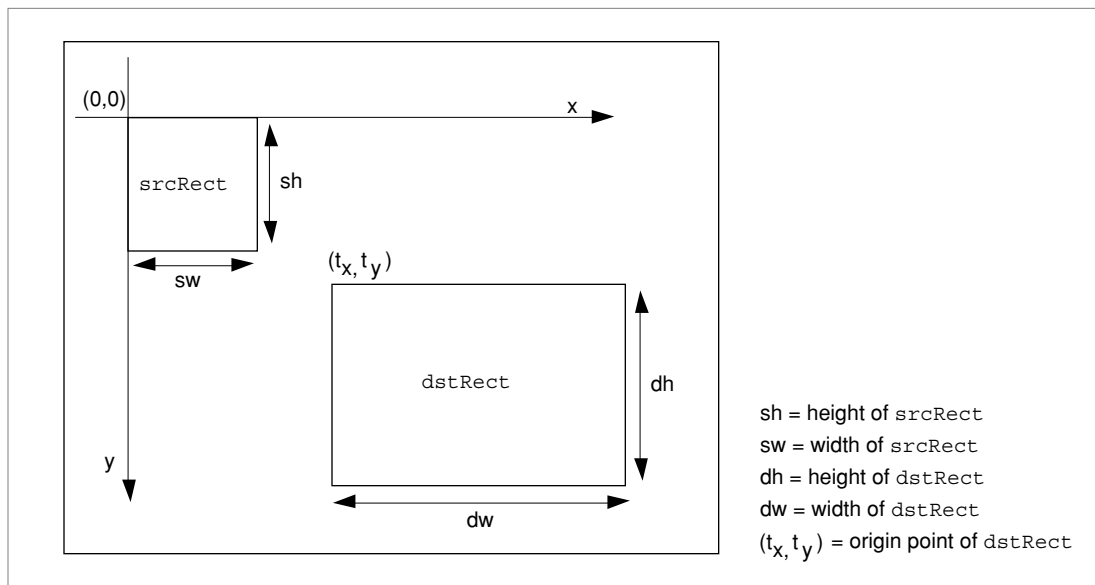 (0,0)
x
srcRect
sh
sw
(tx, ty)
dstRect
dh
y
dw
sh = height of srcRect
sw = width of srcRect
dh = height of dstRect
dw = width of dstRect
(tx, ty) = origin point of dstRect